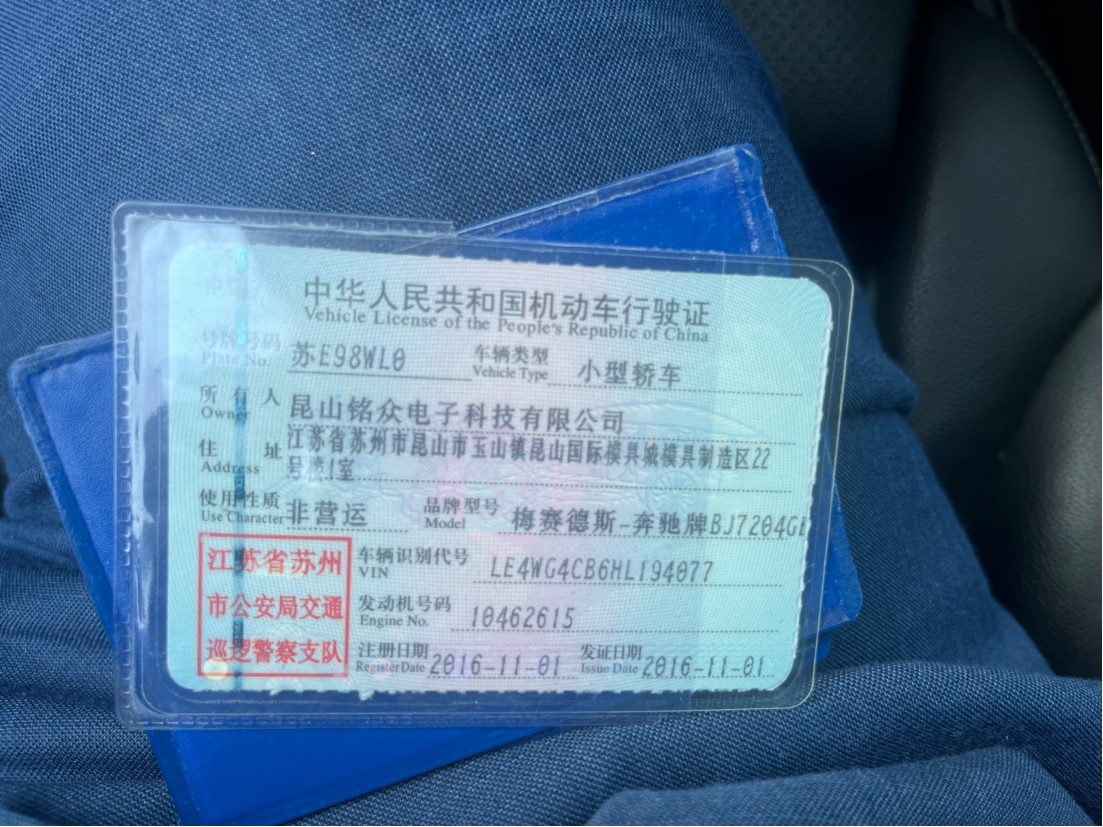 中华人民共和国机动车行驶证
Vehicle License of the People's Republic of China
号牌号码 苏E98WL0 车辆类型 小型轿车
Plate No. Vehicle Type
所有人 昆山铭众电子科技有限公司
Owner
住址 江苏省苏州市昆山市玉山镇昆山国际模具城模具制造区22
Address 号楼1室
使用性质 非营运 品牌型号 梅赛德斯-奔驰牌BJ7204GE
Use Character Model
江苏省苏州
市公安局交通
巡逻警察支队
车辆识别代号 LE4WG4CB6HL194077
VIN
发动机号码 10462615
Engine No.
注册日期 2016-11-01 发证日期 2016-11-01
Register Date Issue Date